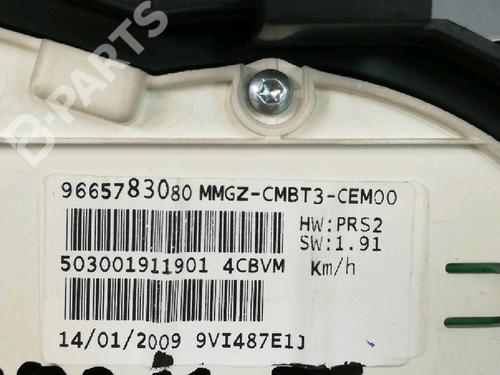 B-PARTS
9665783080 MMGZ-CMBT3-CEM00
HW:PRS2
SW:1.91
503001911901 4CBVM Km/h
14/01/2009 9VI487E1J